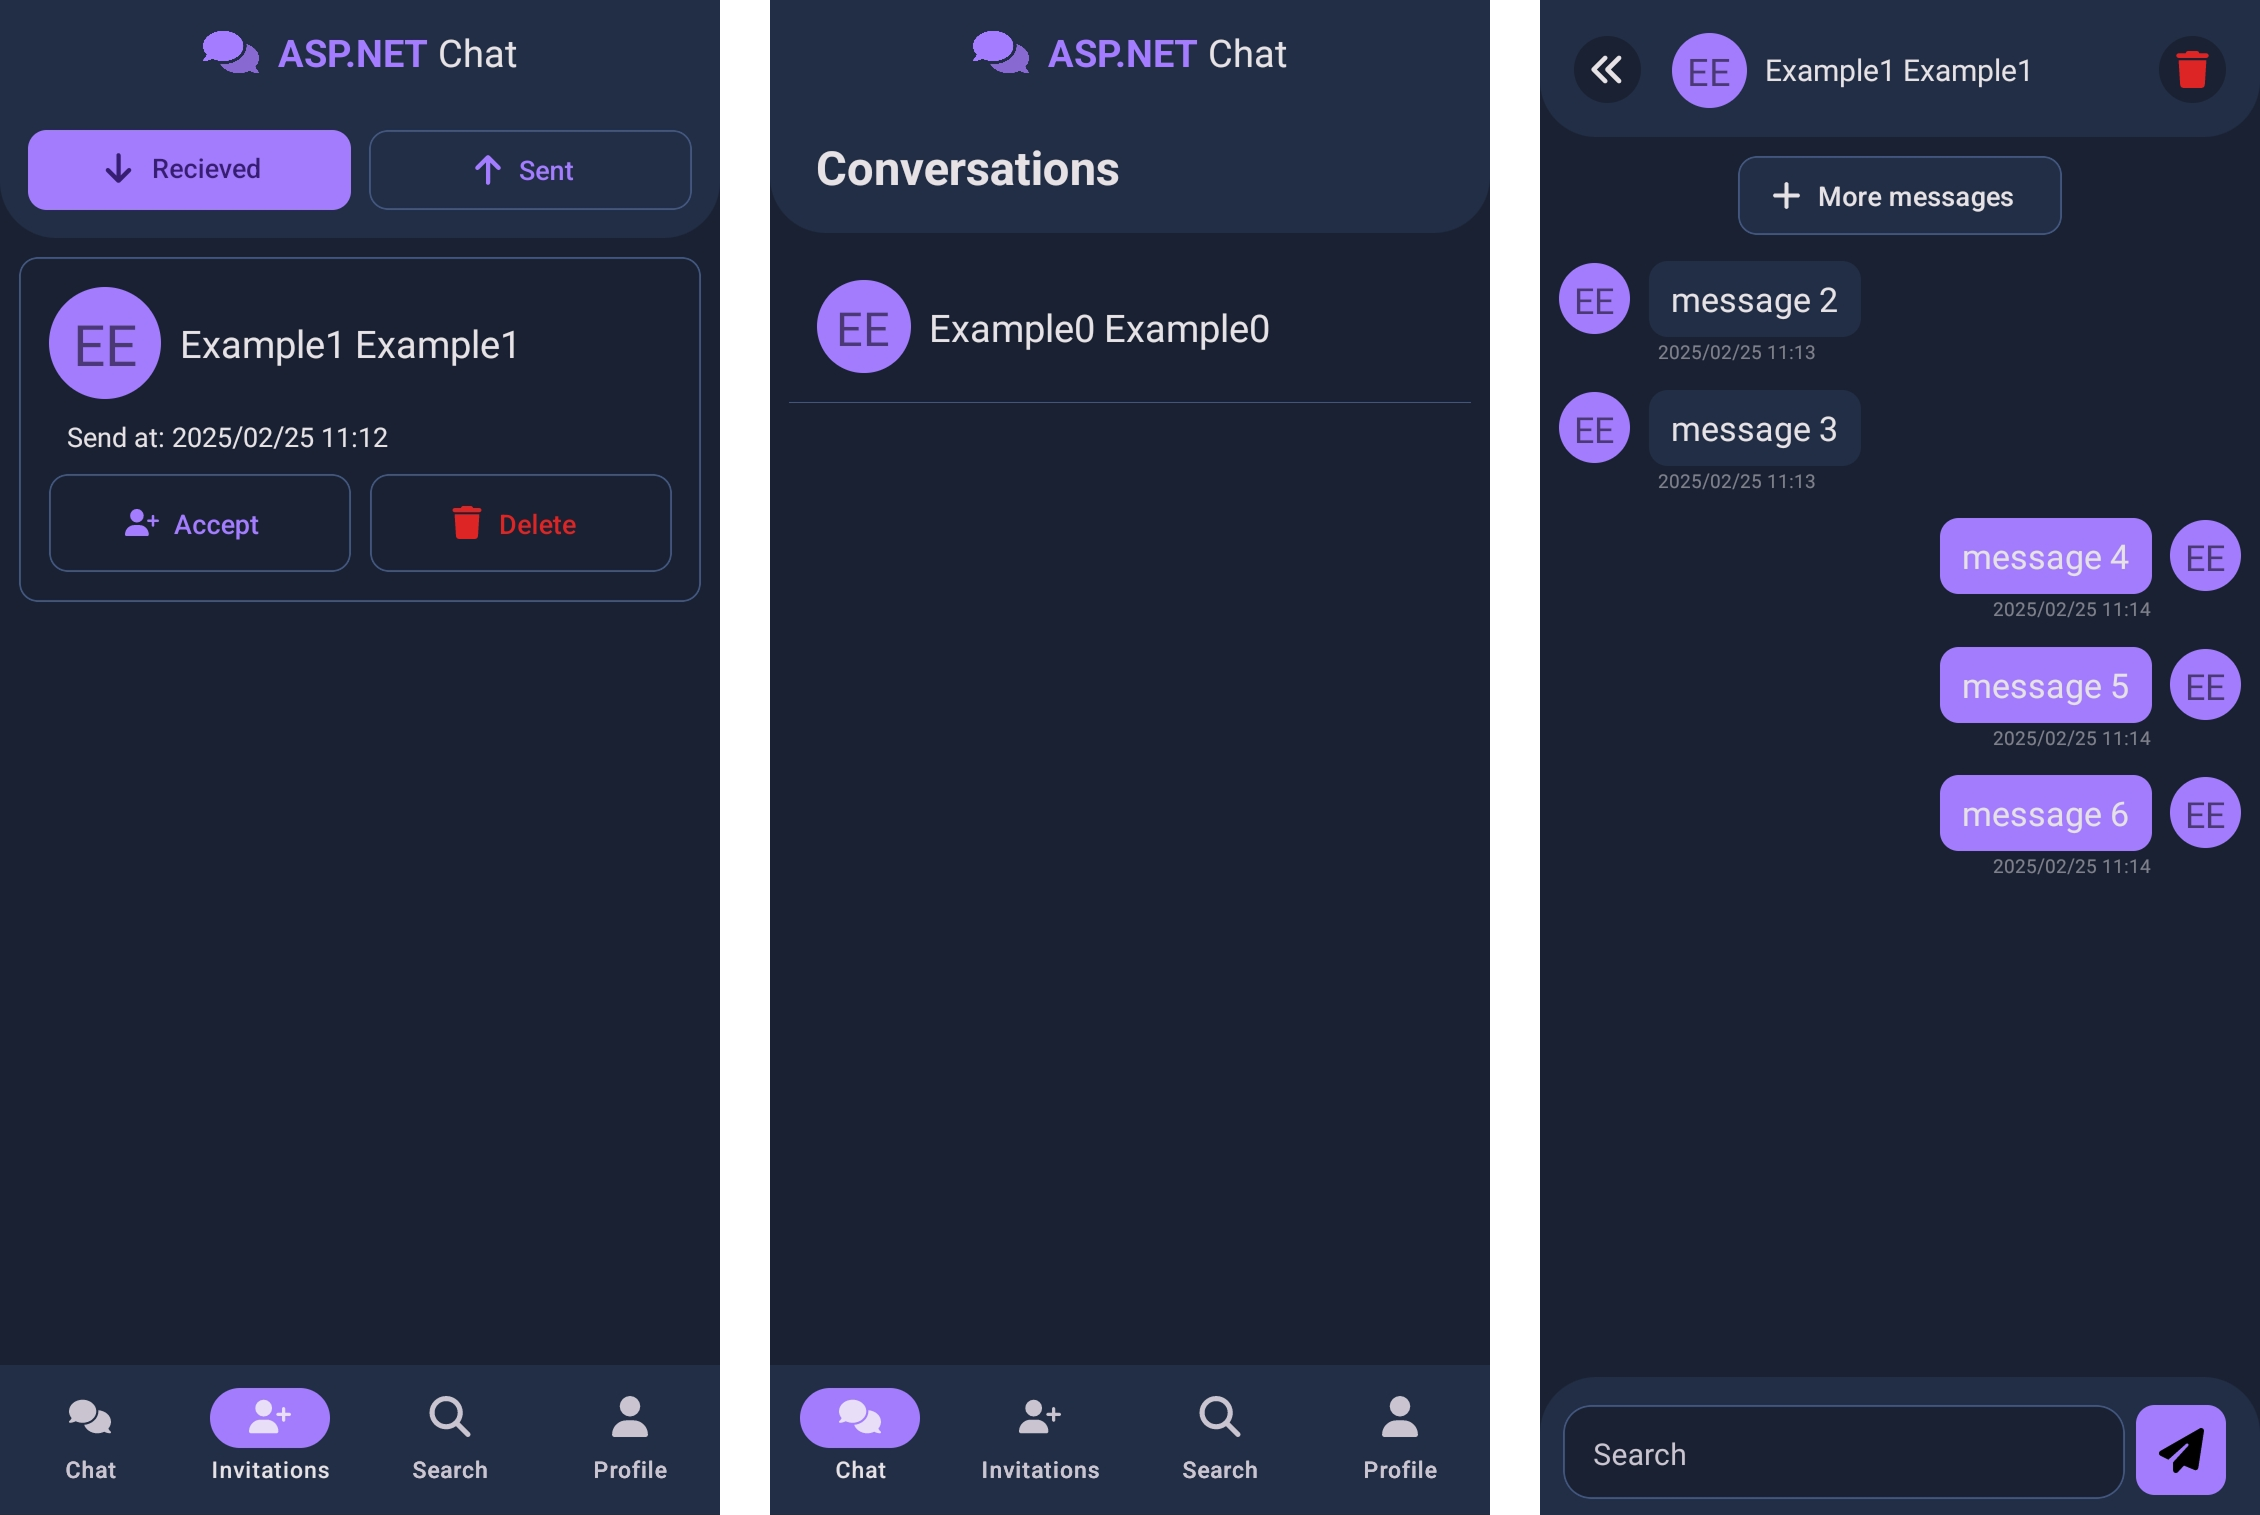 ASP.NET Chat
Recieved
Sent
EE
Example1 Example1
Send at: 2025/02/25 11:12
Accept
Delete
Chat
Invitations
Search
Profile
ASP.NET Chat
Conversations
EE
Example0 Example0
Chat
Invitations
Search
Profile
EE
Example1 Example1
More messages
EE
message 2
2025/02/25 11:13
EE
message 3
2025/02/25 11:13
message 4
EE
2025/02/25 11:14
message 5
EE
2025/02/25 11:14
message 6
EE
2025/02/25 11:14
Search